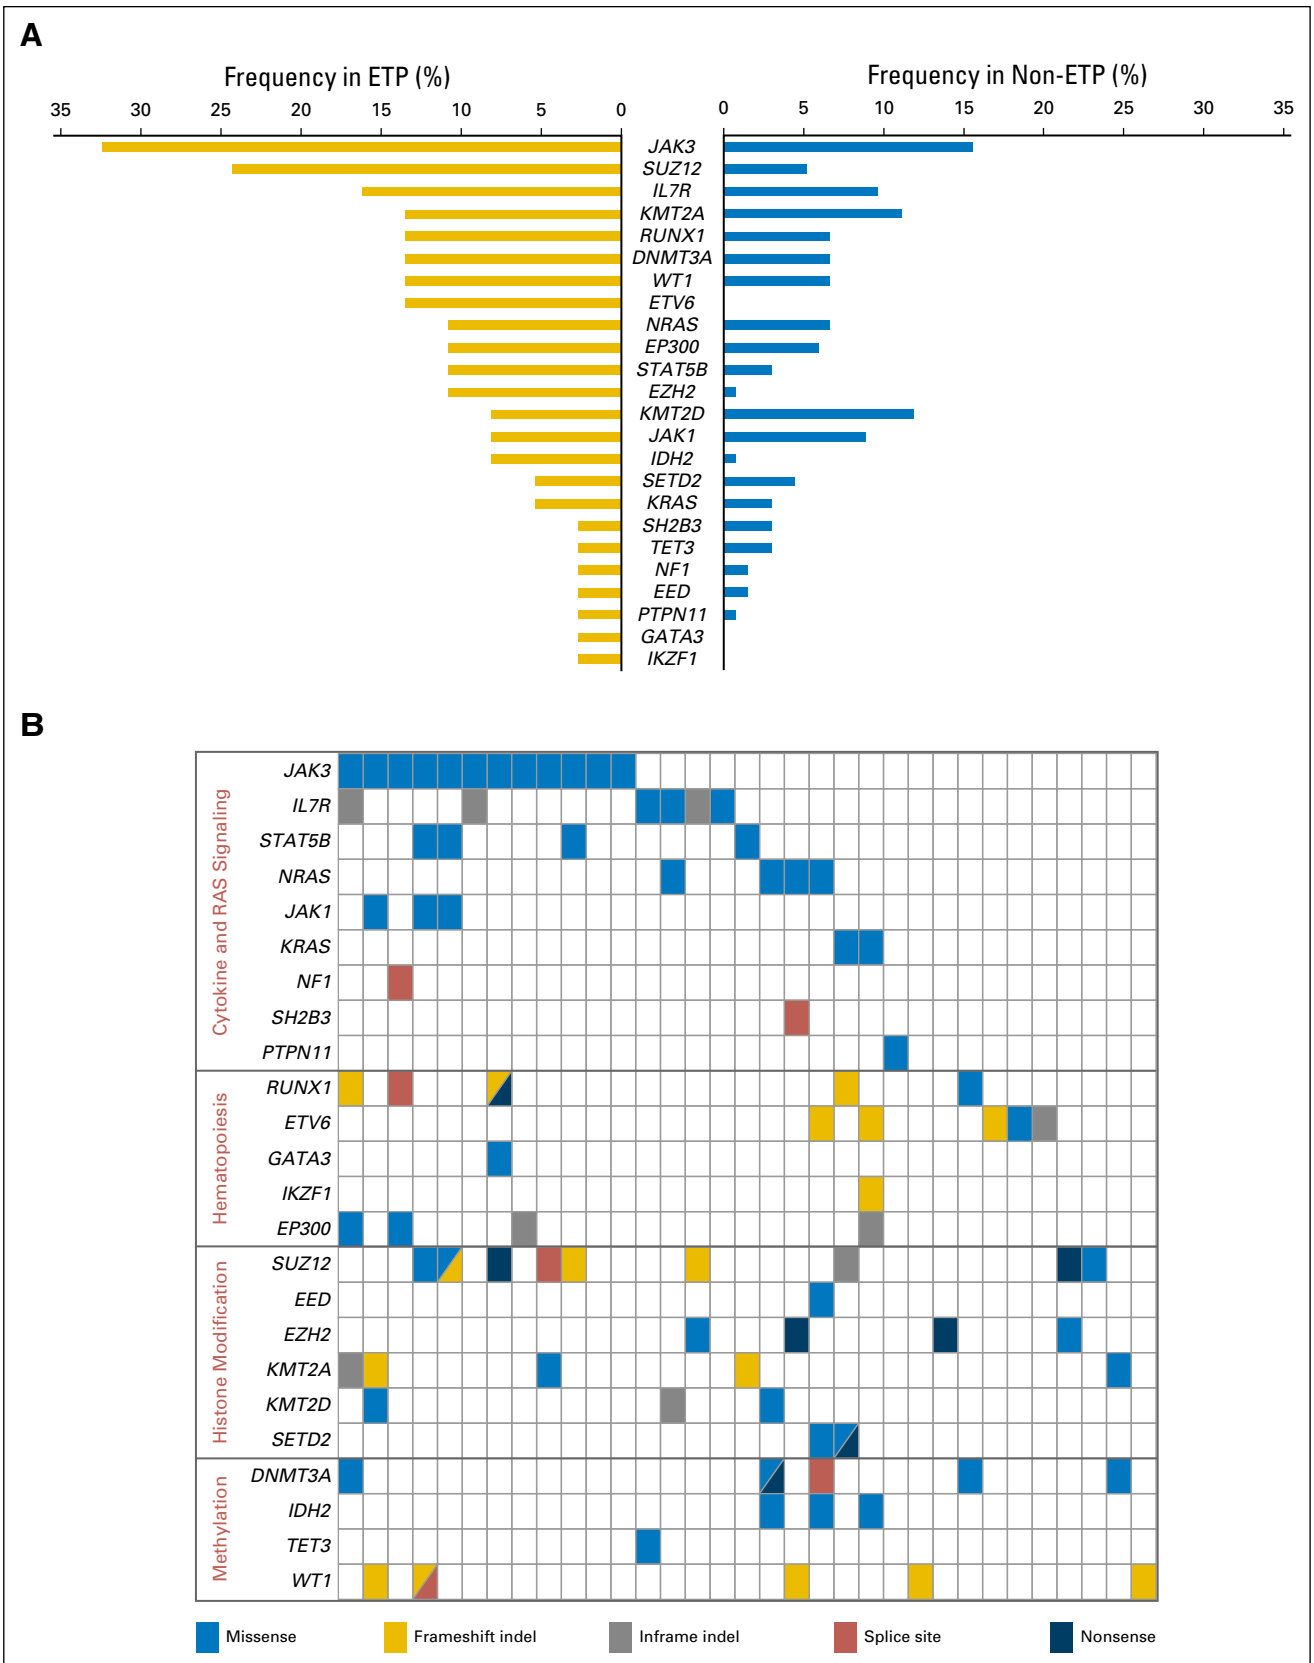 A
Frequency in ETP (%)
Frequency in Non-ETP (%)
35 30 25 20 15 10 5 0
0 5 10 15 20 25 30 35
JAK3
SUZ12
IL7R
KMT2A
RUNX1
DNMT3A
WT1
ETV6
NRAS
EP300
STAT5B
EZH2
KMT2D
JAK1
IDH2
SETD2
KRAS
SH2B3
TET3
NF1
EED
PTPN11
GATA3
IKZF1
B
Cytokine and RAS Signaling
JAK3
IL7R
STAT5B
NRAS
JAK1
KRAS
NF1
SH2B3
PTPN11
Hematopoiesis
RUNX1
ETV6
GATA3
IKZF1
EP300
Histone Modification
SUZ12
EED
EZH2
KMT2A
KMT2D
SETD2
Methylation
DNMT3A
IDH2
TET3
WT1
Missense
Frameshift indel
Inframe indel
Splice site
Nonsense